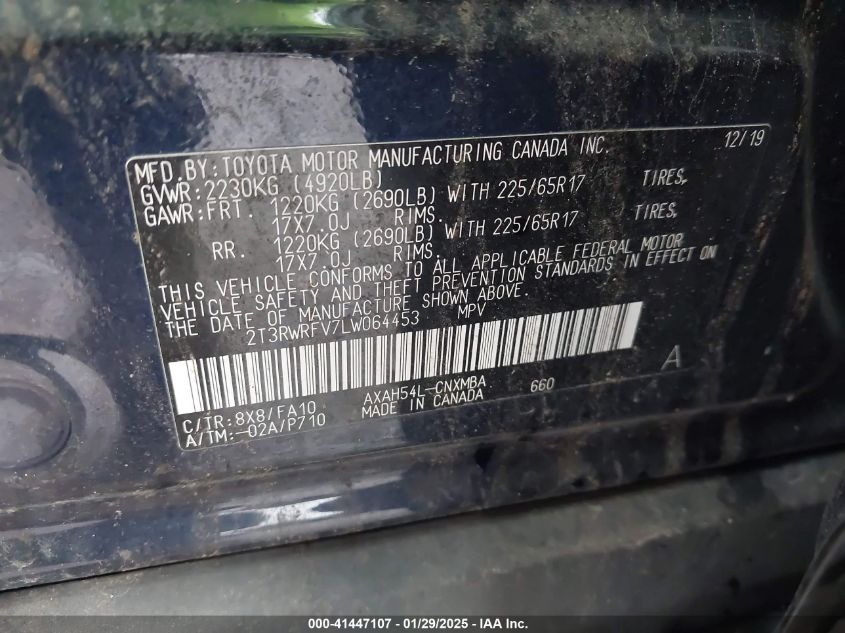 MFD.BY:TOYOTA MOTOR MANUFACTURING CANADA INC. 12/19
GVWR:2230KG (4920LB)
GAWR:FRT. 1220KG (2690LB) WITH 225/65R17 TIRES,
17X7.0J RIMS.
RR. 1220KG (2690LB) WITH 225/65R17 TIRES,
17X7.0J RIMS.
THIS VEHICLE CONFORMS TO ALL APPLICABLE FEDERAL MOTOR
VEHICLE SAFETY AND THEFT PREVENTION STANDARDS IN EFFECT ON
THE DATE OF MANUFACTURE SHOWN ABOVE.
2T3RWRFV7LW064453 MPV
A
C/TR:8X8/FA10 AXAH54L-CNXMBA 660
A/TM:-02A/P710 MADE IN CANADA
000-41447107 - 01/29/2025 - IAA Inc.